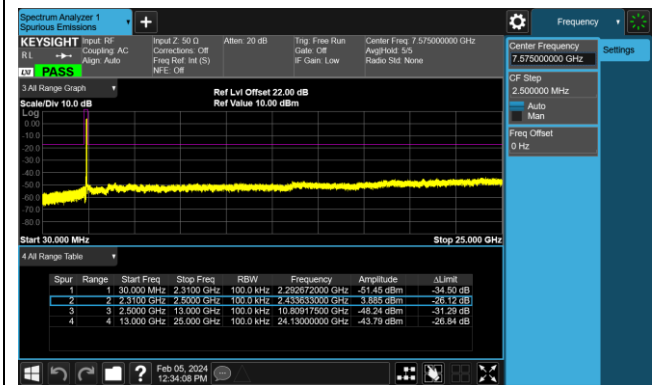 Spectrum Analyzer 1
Spurious Emissions
+
Frequency
KEYSIGHT
RL
PASS
Input: RF
Coupling: AC
Align: Auto
Input Z: 50 Ω
Corrections: Off
Freq Ref: Int (S)
NFE: Off
Atten: 20 dB
Trig: Free Run
Gate: Off
IF Gain: Low
Center Freq: 7.575000000 GHz
Avg|Hold: 5/5
Radio Std: None
Center Frequency
7.575000000 GHz
Settings
CF Step
2.500000 MHz
Auto
Man
Freq Offset
0 Hz
3 All Range Graph
Scale/Div 10.0 dB
Ref Lvl Offset 22.00 dB
Ref Value 10.00 dBm
Log
0.00
-10.0
-20.0
-30.0
-40.0
-50.0
-60.0
-70.0
-80.0
Start 30.000 MHz
Stop 25.000 GHz
4 All Range Table
Spur Range Start Freq Stop Freq RBW Frequency Amplitude ΔLimit
1 1 30.000 MHz 2.3100 GHz 100.0 kHz 2.292672000 GHz -51.45 dBm -34.50 dB
2 2 2.3100 GHz 2.5000 GHz 100.0 kHz 2.433633000 GHz 3.885 dBm -26.12 dB
3 3 2.5000 GHz 13.000 GHz 100.0 kHz 10.80917500 GHz -48.24 dBm -31.29 dB
4 4 13.000 GHz 25.000 GHz 100.0 kHz 24.13000000 GHz -43.79 dBm -26.84 dB
?
Feb 05, 2024
12:34:08 PM